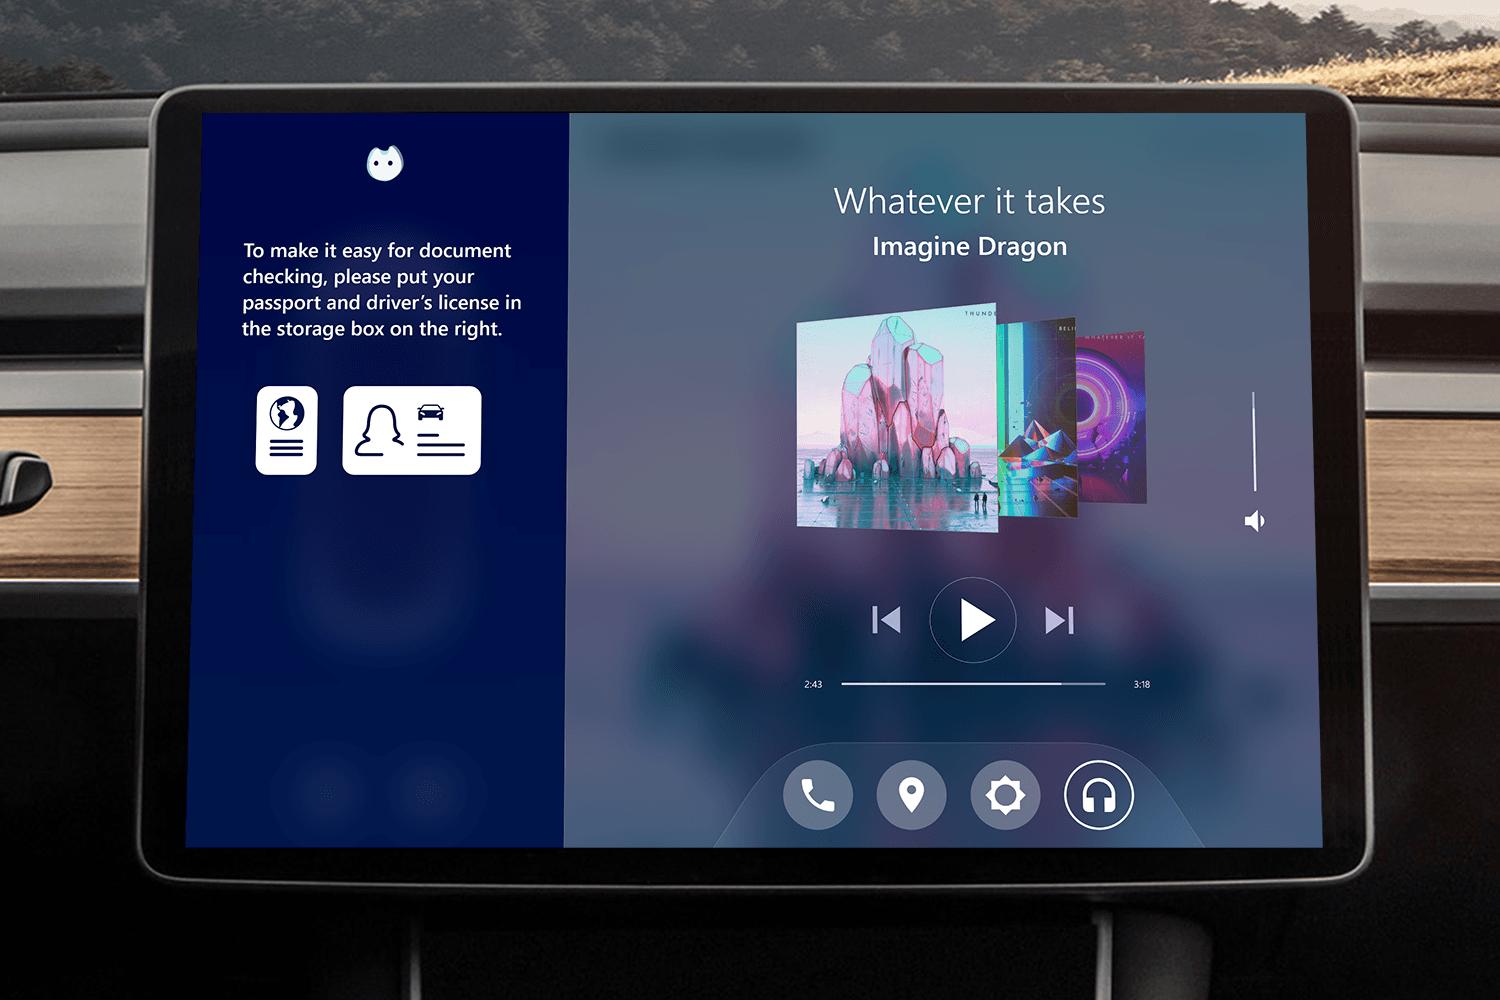 To make it easy for document
checking, please put your
passport and driver's license in
the storage box on the right.
Whatever it takes
Imagine Dragon
THUNDE
BELI
WHATEVER IT TA
2:43
3:18